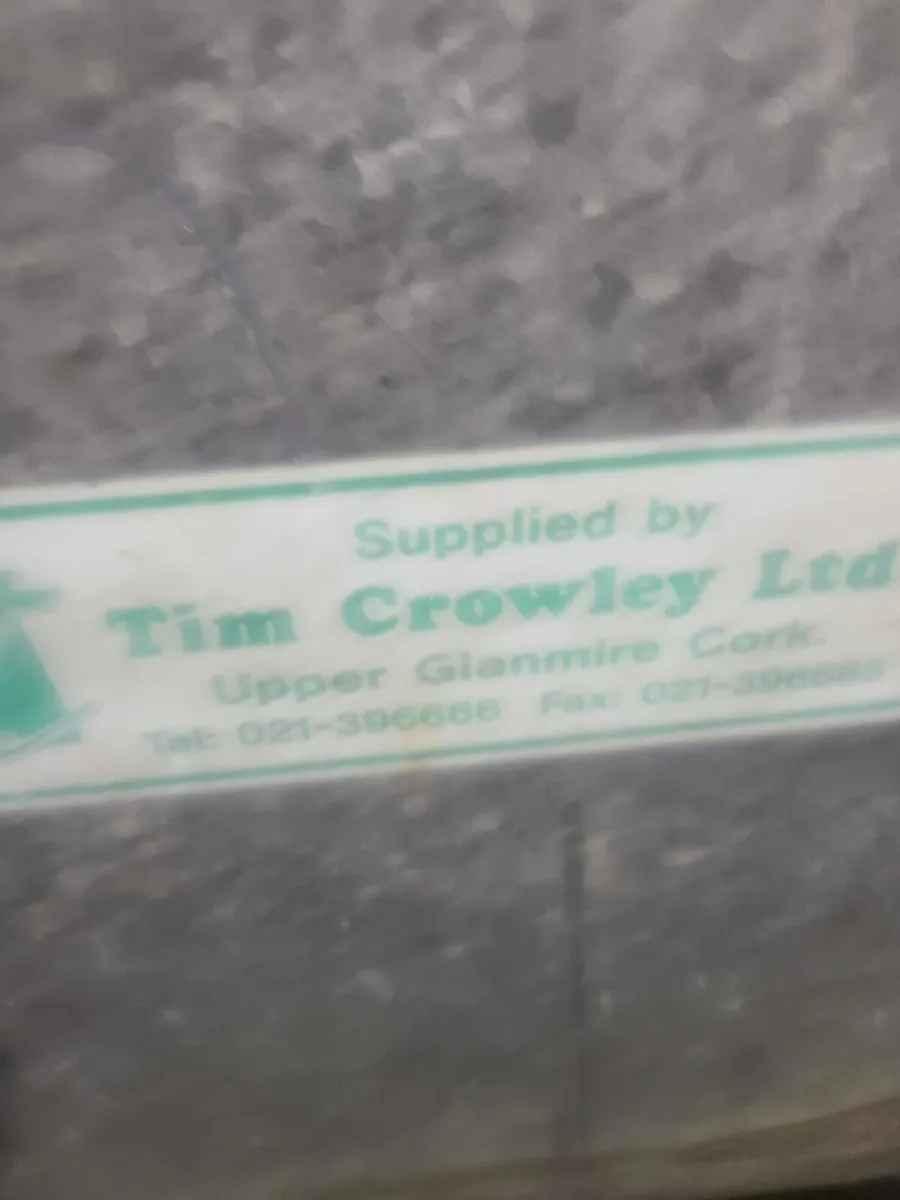 Supplied by
Tim Crowley Ltd
Upper Glanmire Cork.
Tel: 021-396666 Fax: 021-396665